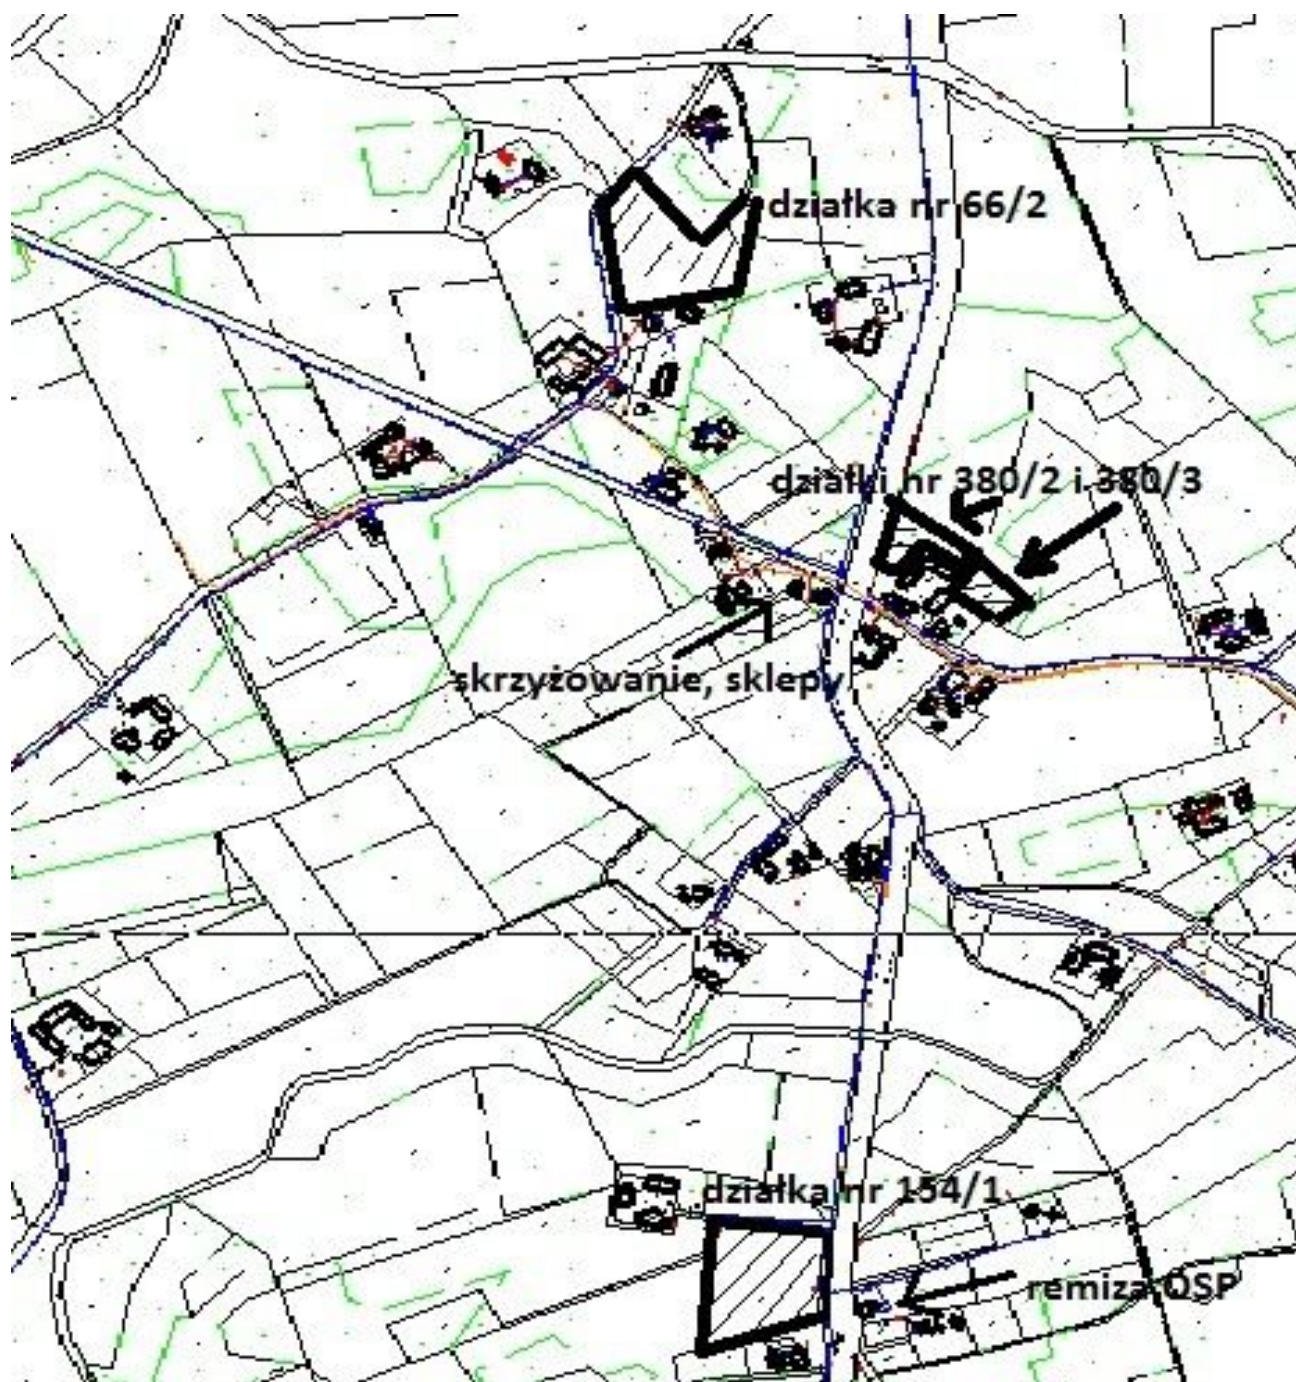 działka nr 66/2
działki nr 380/2 i 380/3
skrzyżowanie, sklepy
działka nr 154/1
remiza OSP